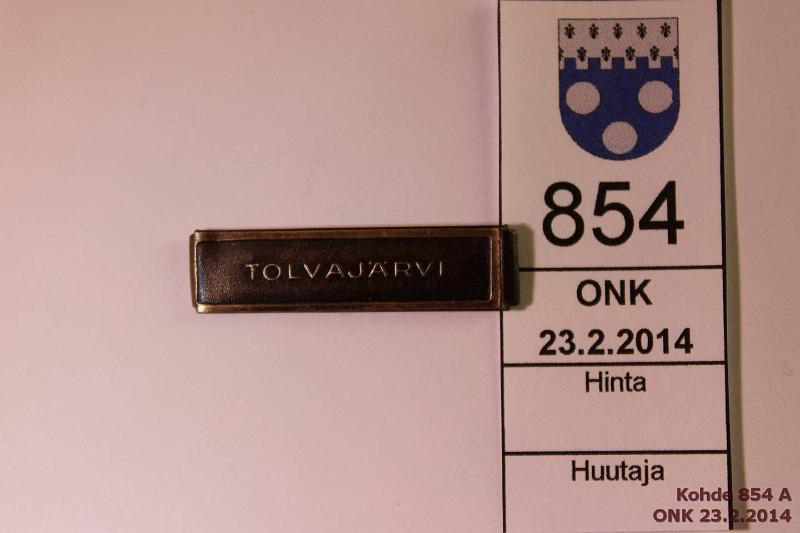 TOLVAJÄRVI
854
ONK
23.2.2014
Hinta
Huutaja
Kohde 854 A
ONK 23.2.2014